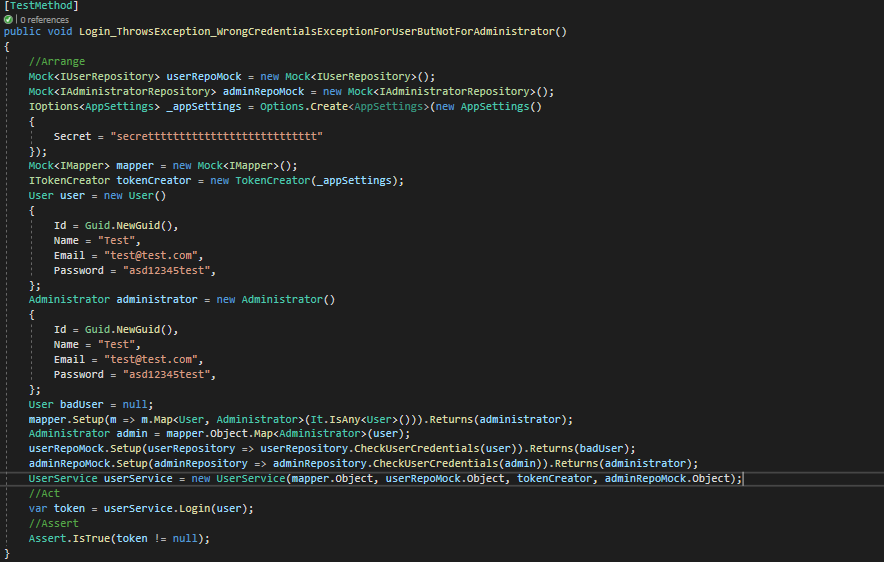 [TestMethod]
| 0 references
public void Login_ThrowsException_WrongCredentialsExceptionForUserButNotForAdministrator()
{
    //Arrange
    Mock<IUserRepository> userRepoMock = new Mock<IUserRepository>();
    Mock<IAdministratorRepository> adminRepoMock = new Mock<IAdministratorRepository>();
    IOptions<AppSettings> _appSettings = Options.Create<AppSettings>(new AppSettings()
    {
        Secret = "secrettttttttttttttttttttttttttt"
    });
    Mock<IMapper> mapper = new Mock<IMapper>();
    ITokenCreator tokenCreator = new TokenCreator(_appSettings);
    User user = new User()
    {
        Id = Guid.NewGuid(),
        Name = "Test",
        Email = "test@test.com",
        Password = "asd12345test",
    };
    Administrator administrator = new Administrator()
    {
        Id = Guid.NewGuid(),
        Name = "Test",
        Email = "test@test.com",
        Password = "asd12345test",
    };
    User badUser = null;
    mapper.Setup(m => m.Map<User, Administrator>(It.IsAny<User>())).Returns(administrator);
    Administrator admin = mapper.Object.Map<Administrator>(user);
    userRepoMock.Setup(userRepository => userRepository.CheckUserCredentials(user)).Returns(badUser);
    adminRepoMock.Setup(adminRepository => adminRepository.CheckUserCredentials(admin)).Returns(administrator);
    UserService userService = new UserService(mapper.Object, userRepoMock.Object, tokenCreator, adminRepoMock.Object);
    //Act
    var token = userService.Login(user);
    //Assert
    Assert.IsTrue(token != null);
}